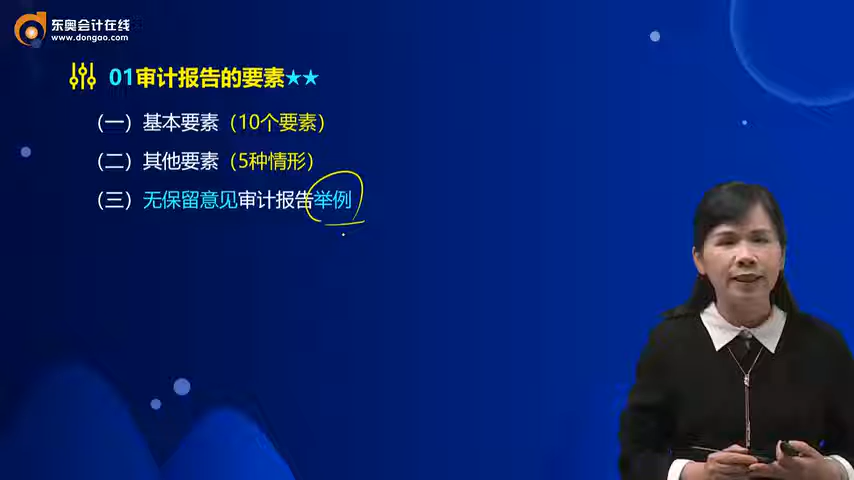 东奥会计在线
www.dongao.com
01审计报告的要素★★
（一）基本要素（10个要素）
（二）其他要素（5种情形）
（三）无保留意见审计报告举例